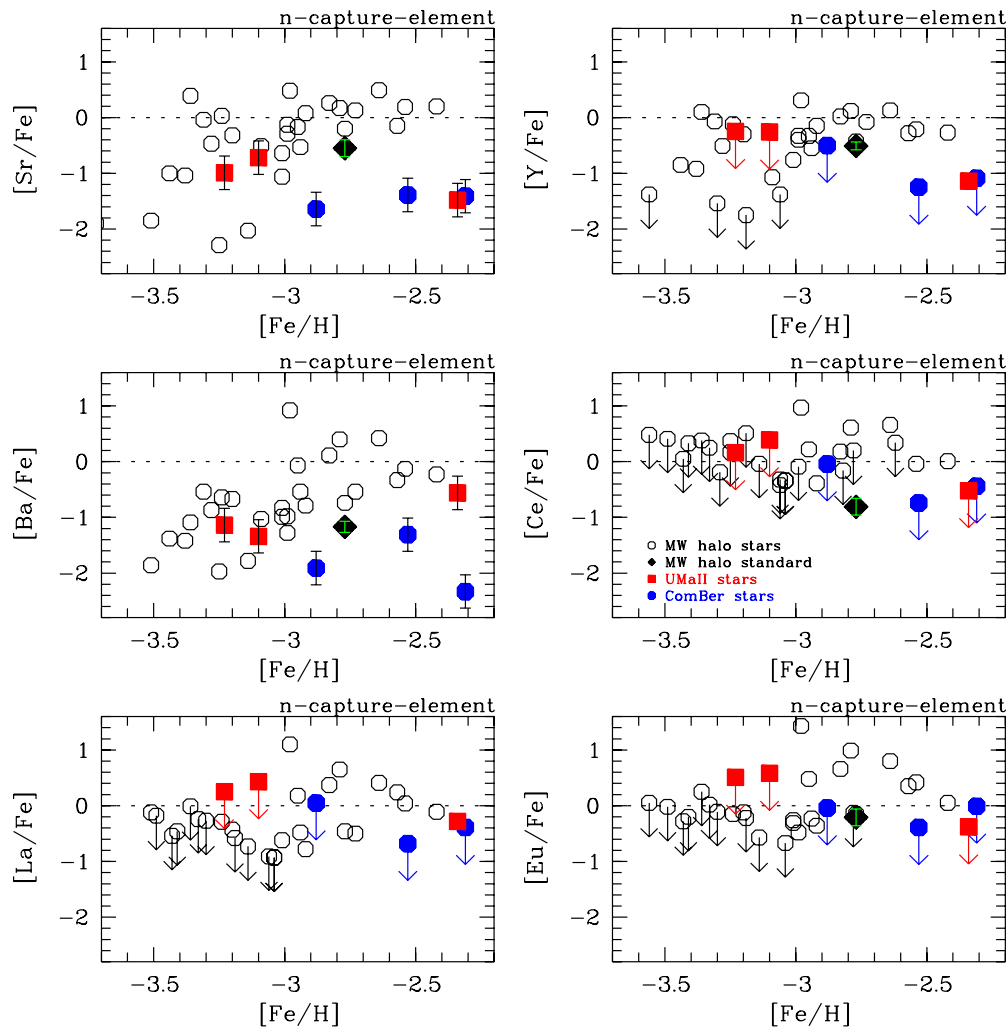 n-capture-element
n-capture-element
1
0
−1
−2
[Sr/Fe]
−3.5
−3
−2.5
[Fe/H]
1
0
−1
−2
[Y/Fe]
−3.5
−3
−2.5
[Fe/H]
n-capture-element
n-capture-element
1
0
−1
−2
[Ba/Fe]
−3.5
−3
−2.5
[Fe/H]
1
0
−1
−2
[Ce/Fe]
MW halo stars
MW halo standard
UMaII stars
ComBer stars
−3.5
−3
−2.5
[Fe/H]
n-capture-element
n-capture-element
1
0
−1
−2
[La/Fe]
−3.5
−3
−2.5
[Fe/H]
1
0
−1
−2
[Eu/Fe]
−3.5
−3
−2.5
[Fe/H]